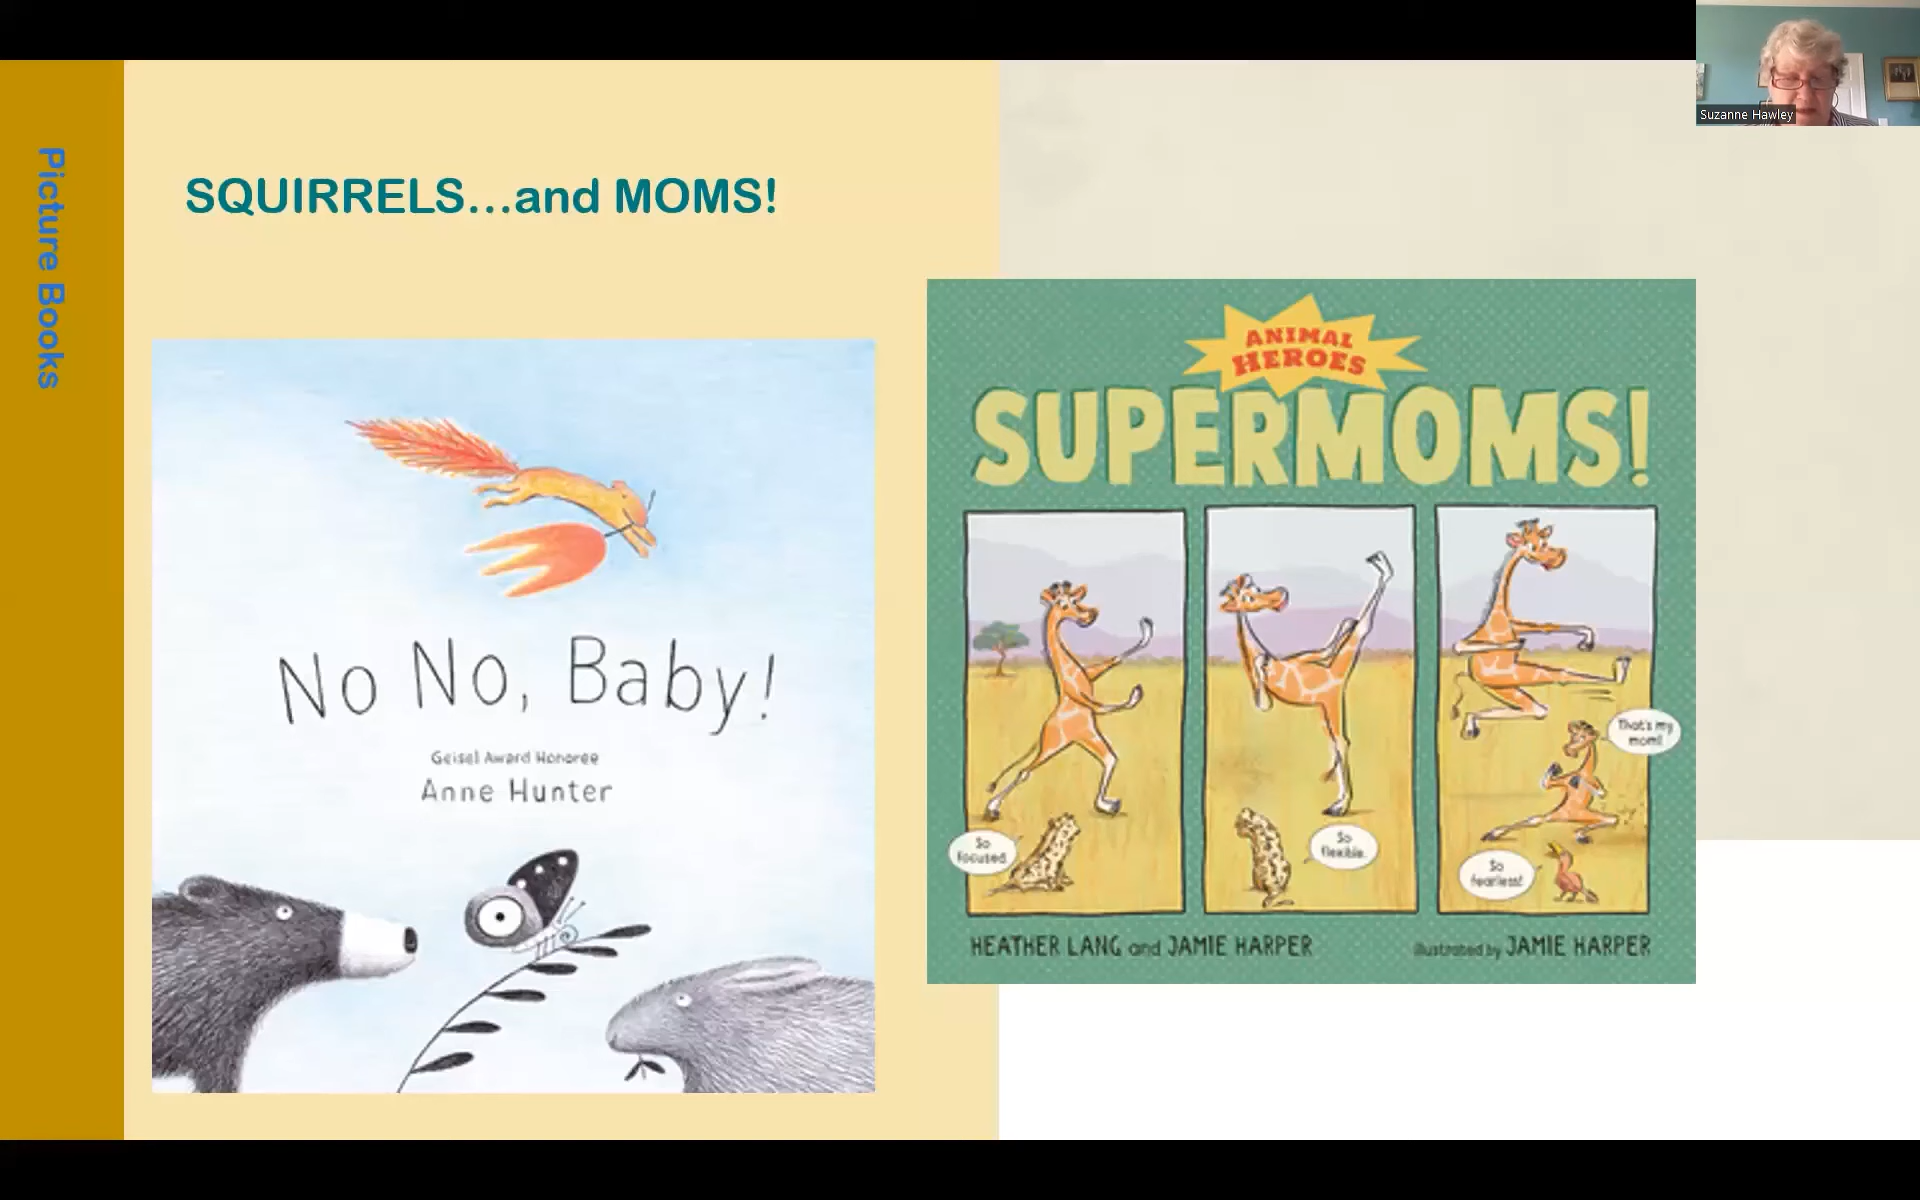 Suzanne Hawley
Picture Books
SQUIRRELS...and MOMS!
No No, Baby!
Geisel Award Honoree
Anne Hunter
ANIMAL
HEROES
SUPERMOMS!
So
focused.
So
flexible.
That's my
mom!
So
fearless!
HEATHER LANG and JAMIE HARPER
illustrated by JAMIE HARPER